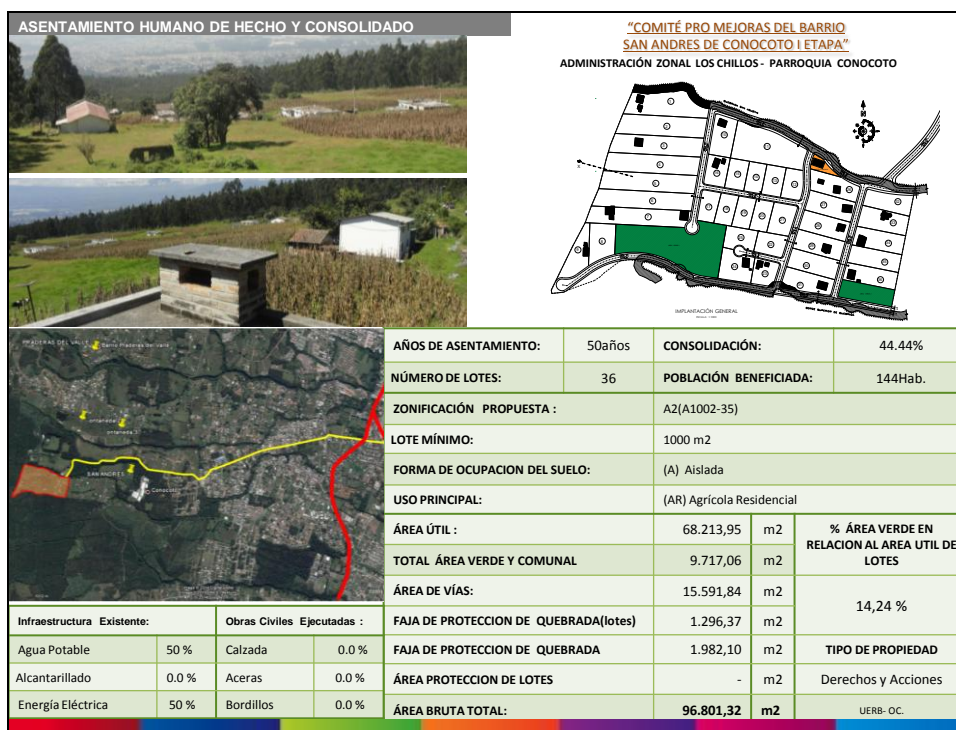 ASENTAMIENTO HUMANO DE HECHO Y CONSOLIDADO
“COMITÉ PRO MEJORAS DEL BARRIO
SAN ANDRES DE CONOCOTO I ETAPA”
ADMINISTRACIÓN ZONAL LOS CHILLOS - PARROQUIA CONOCOTO
IMPLANTACIÓN GENERAL
PRADERAS DEL VALLE
Barrio Praderas del valle
SAN ANDRES
Conocoto
AÑOS DE ASENTAMIENTO: 50años CONSOLIDACIÓN: 44.44%
NÚMERO DE LOTES: 36 POBLACIÓN BENEFICIADA: 144Hab.
ZONIFICACIÓN PROPUESTA : A2(A1002-35)
LOTE MÍNIMO: 1000 m2
FORMA DE OCUPACION DEL SUELO: (A) Aislada
USO PRINCIPAL: (AR) Agrícola Residencial
ÁREA ÚTIL : 68.213,95 m2
% ÁREA VERDE EN
RELACION AL AREA UTIL DE
LOTES
TOTAL ÁREA VERDE Y COMUNAL 9.717,06 m2
ÁREA DE VÍAS: 15.591,84 m2
14,24 %
FAJA DE PROTECCION DE QUEBRADA(lotes) 1.296,37 m2
FAJA DE PROTECCION DE QUEBRADA 1.982,10 m2 TIPO DE PROPIEDAD
ÁREA PROTECCION DE LOTES - m2 Derechos y Acciones
ÁREA BRUTA TOTAL: 96.801,32 m2 UERB- OC.
Infraestructura Existente: Obras Civiles Ejecutadas :
Agua Potable 50 % Calzada 0.0 %
Alcantarillado 0.0 % Aceras 0.0 %
Energía Eléctrica 50 % Bordillos 0.0 %